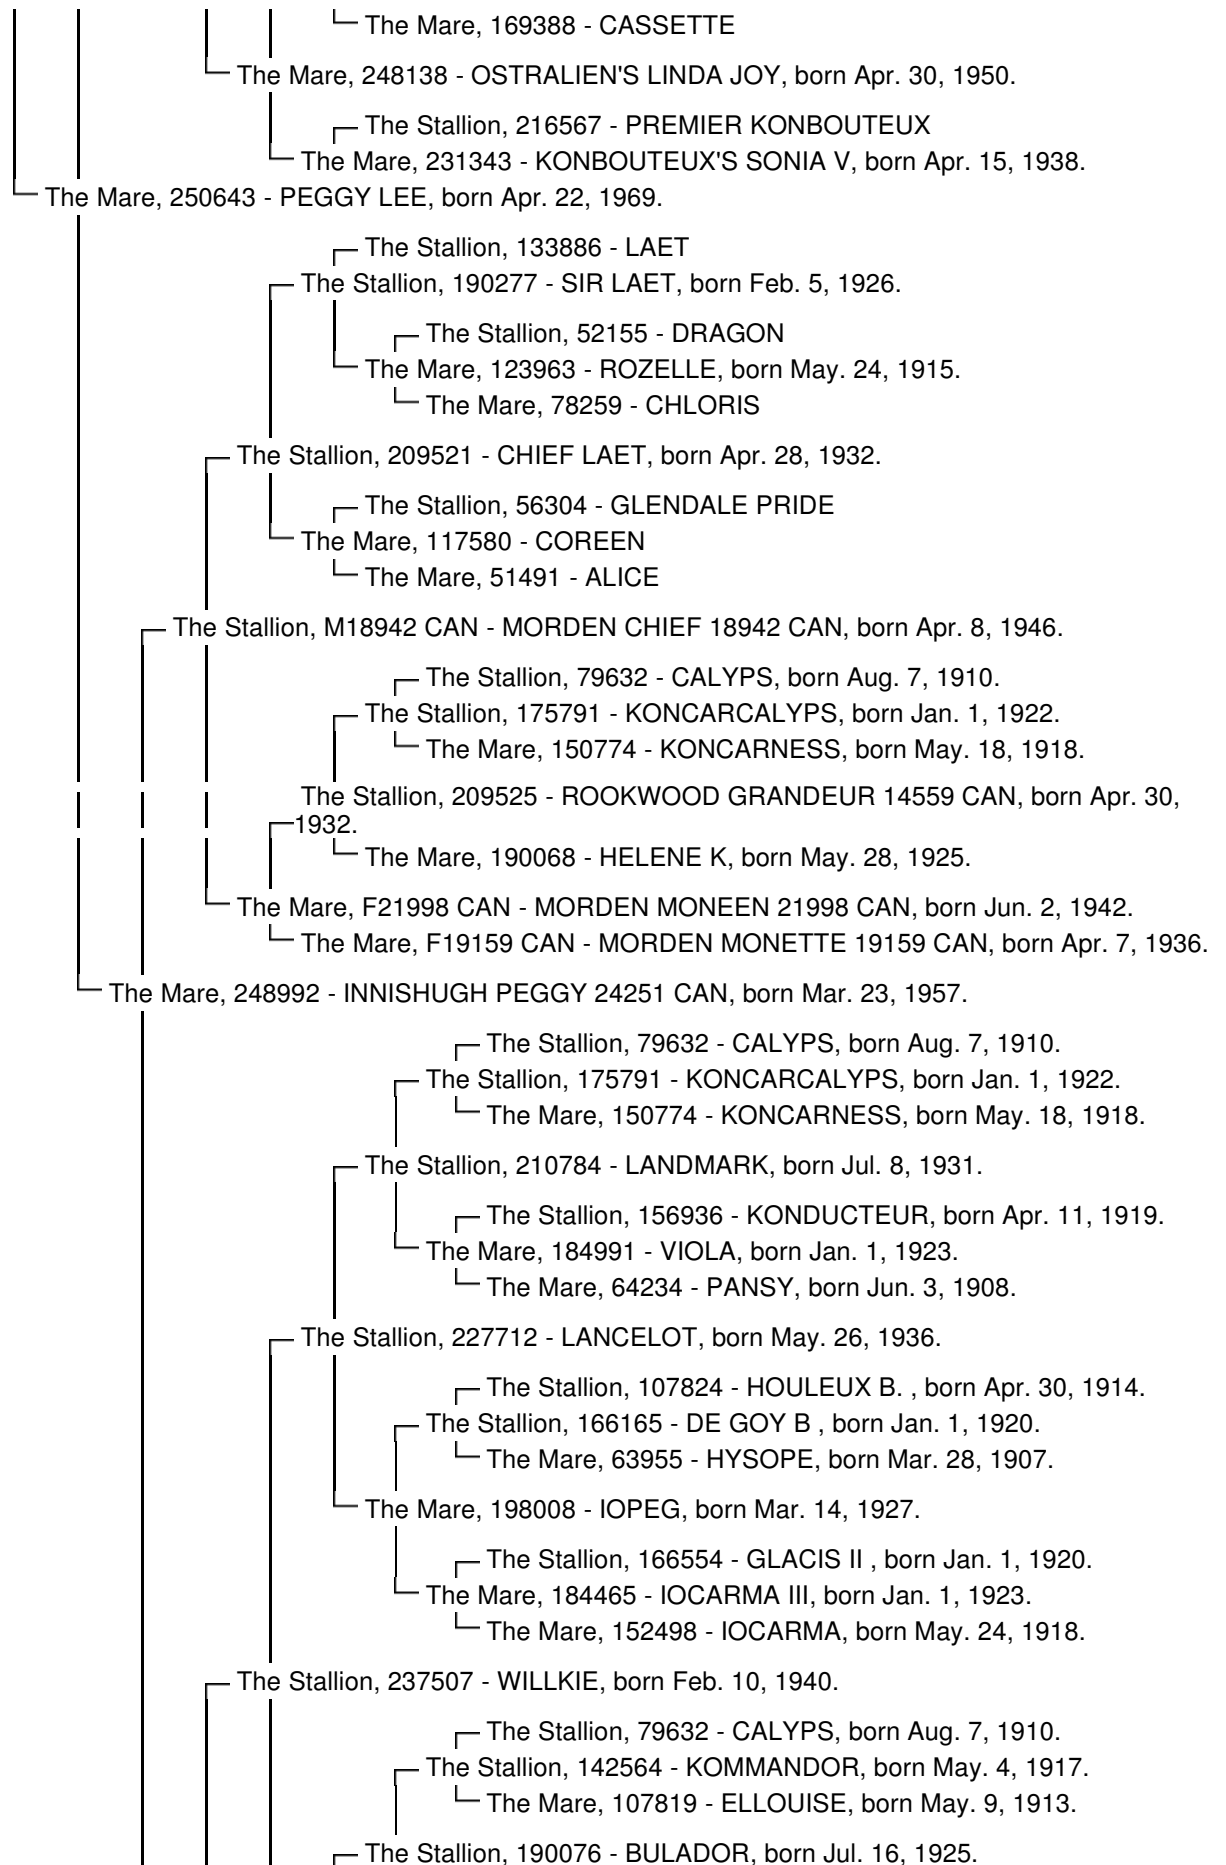 The Mare, 169388 - CASSETTE
The Mare, 248138 - OSTRALIEN'S LINDA JOY, born Apr. 30, 1950.
The Stallion, 216567 - PREMIER KONBOUTEUX
The Mare, 231343 - KONBOUTEUX'S SONIA V, born Apr. 15, 1938.
The Mare, 250643 - PEGGY LEE, born Apr. 22, 1969.
The Stallion, 133886 - LAET
The Stallion, 190277 - SIR LAET, born Feb. 5, 1926.
The Stallion, 52155 - DRAGON
The Mare, 123963 - ROZELLE, born May. 24, 1915.
The Mare, 78259 - CHLORIS
The Stallion, 209521 - CHIEF LAET, born Apr. 28, 1932.
The Stallion, 56304 - GLENDALE PRIDE
The Mare, 117580 - COREEN
The Mare, 51491 - ALICE
The Stallion, M18942 CAN - MORDEN CHIEF 18942 CAN, born Apr. 8, 1946.
The Stallion, 79632 - CALYPS, born Aug. 7, 1910.
The Stallion, 175791 - KONCARCALYPS, born Jan. 1, 1922.
The Mare, 150774 - KONCARNESS, born May. 18, 1918.
The Stallion, 209525 - ROOKWOOD GRANDEUR 14559 CAN, born Apr. 30,
1932.
The Mare, 190068 - HELENE K, born May. 28, 1925.
The Mare, F21998 CAN - MORDEN MONEEN 21998 CAN, born Jun. 2, 1942.
The Mare, F19159 CAN - MORDEN MONETTE 19159 CAN, born Apr. 7, 1936.
The Mare, 248992 - INNISHUGH PEGGY 24251 CAN, born Mar. 23, 1957.
The Stallion, 79632 - CALYPS, born Aug. 7, 1910.
The Stallion, 175791 - KONCARCALYPS, born Jan. 1, 1922.
The Mare, 150774 - KONCARNESS, born May. 18, 1918.
The Stallion, 210784 - LANDMARK, born Jul. 8, 1931.
The Stallion, 156936 - KONDUCTEUR, born Apr. 11, 1919.
The Mare, 184991 - VIOLA, born Jan. 1, 1923.
The Mare, 64234 - PANSY, born Jun. 3, 1908.
The Stallion, 227712 - LANCELOT, born May. 26, 1936.
The Stallion, 107824 - HOULEUX B. , born Apr. 30, 1914.
The Stallion, 166165 - DE GOY B , born Jan. 1, 1920.
The Mare, 63955 - HYSOPE, born Mar. 28, 1907.
The Mare, 198008 - IOPEG, born Mar. 14, 1927.
The Stallion, 166554 - GLACIS II , born Jan. 1, 1920.
The Mare, 184465 - IOCARMA III, born Jan. 1, 1923.
The Mare, 152498 - IOCARMA, born May. 24, 1918.
The Stallion, 237507 - WILLKIE, born Feb. 10, 1940.
The Stallion, 79632 - CALYPS, born Aug. 7, 1910.
The Stallion, 142564 - KOMMANDOR, born May. 4, 1917.
The Mare, 107819 - ELLOUISE, born May. 9, 1913.
The Stallion, 190076 - BULADOR, born Jul. 16, 1925.